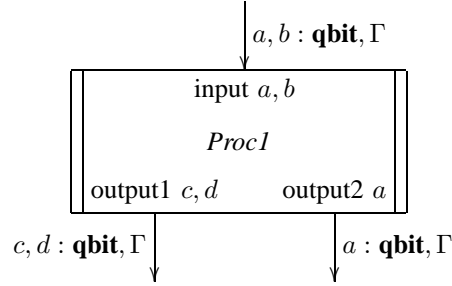 a, b : qbit, Γ
input a, b
Proc1
output1 c, d output2 a
c, d : qbit, Γ a : qbit, Γ